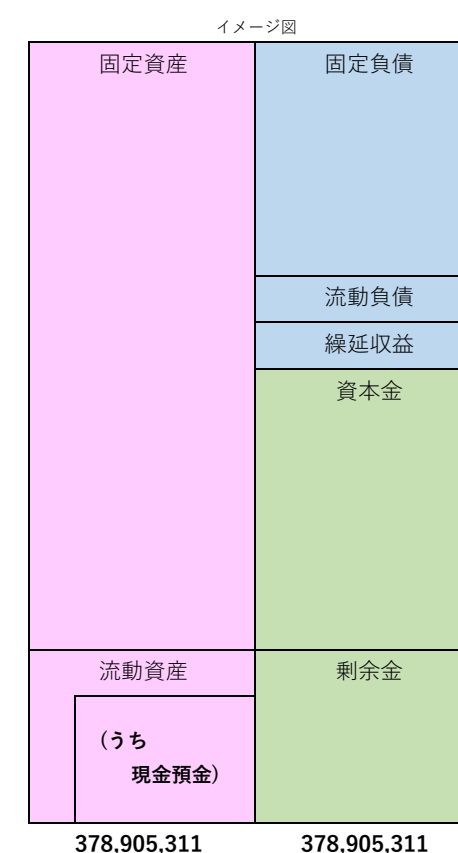 イメージ図
固定資産
固定負債
流動負債
繰延収益
資本金
流動資産
剰余金
(うち
現金預金)
378,905,311
378,905,311